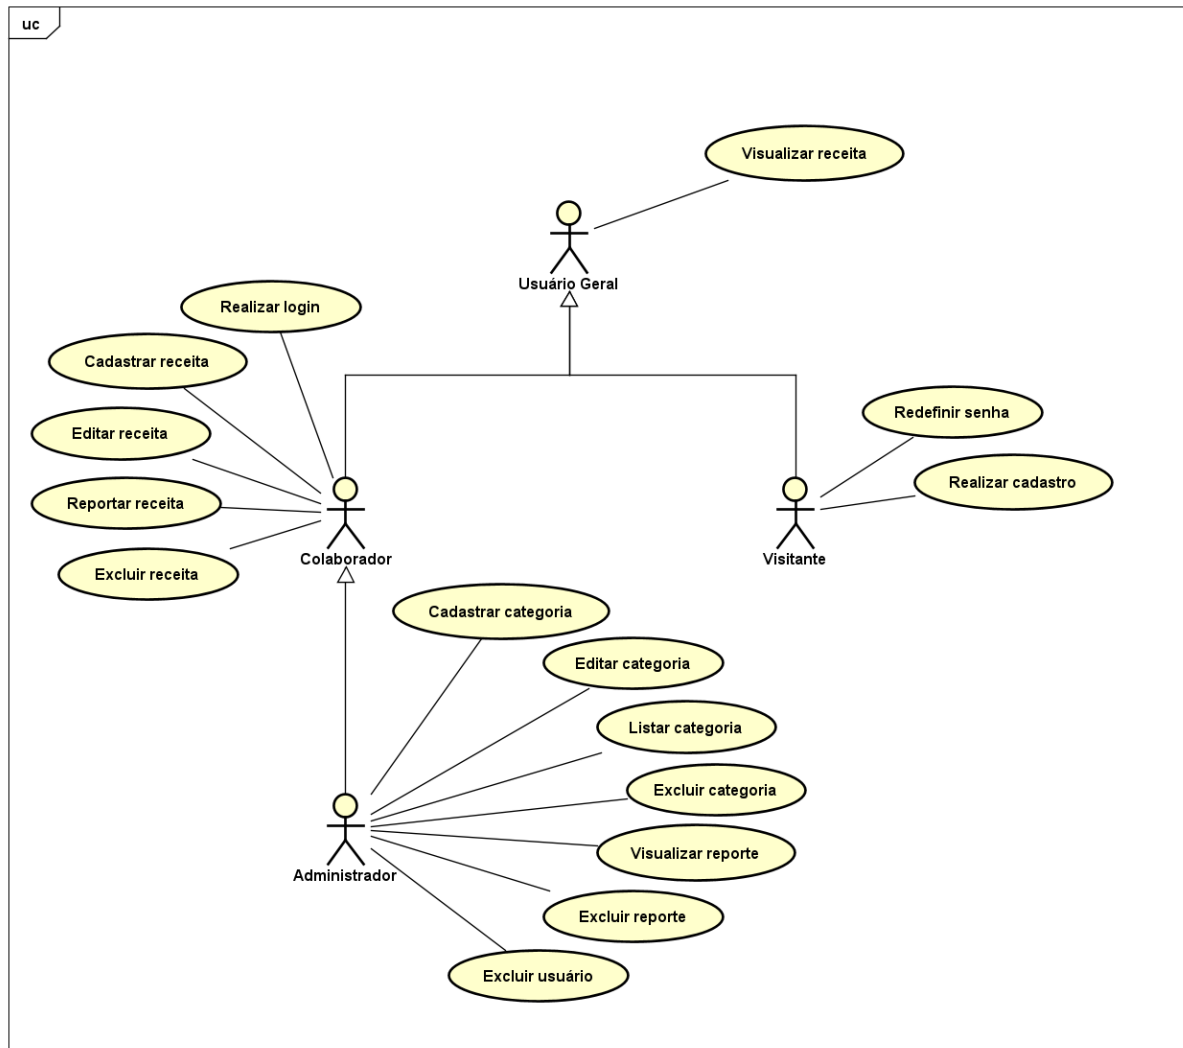 uc
Visualizar receita
Usuário Geral
Realizar login
Cadastrar receita
Editar receita
Reportar receita
Excluir receita
Colaborador
Redefinir senha
Realizar cadastro
Visitante
Cadastrar categoria
Editar categoria
Listar categoria
Excluir categoria
Visualizar reporte
Excluir reporte
Excluir usuário
Administrador